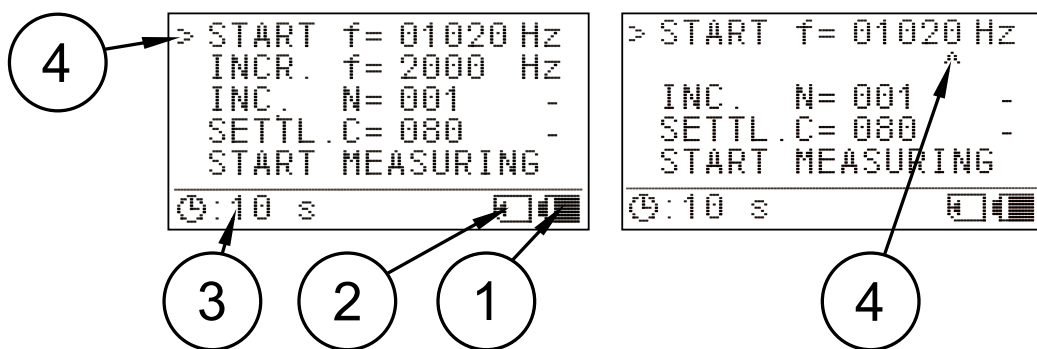 4
> START f= 01020 Hz
INCR. f= 2000 Hz
INC. N= 001 -
SETTL.C= 080 -
START MEASURING
:10 s
3
2
1
> START f= 01020 Hz
^
INC. N= 001 -
SETTL.C= 080 -
START MEASURING
:10 s
4